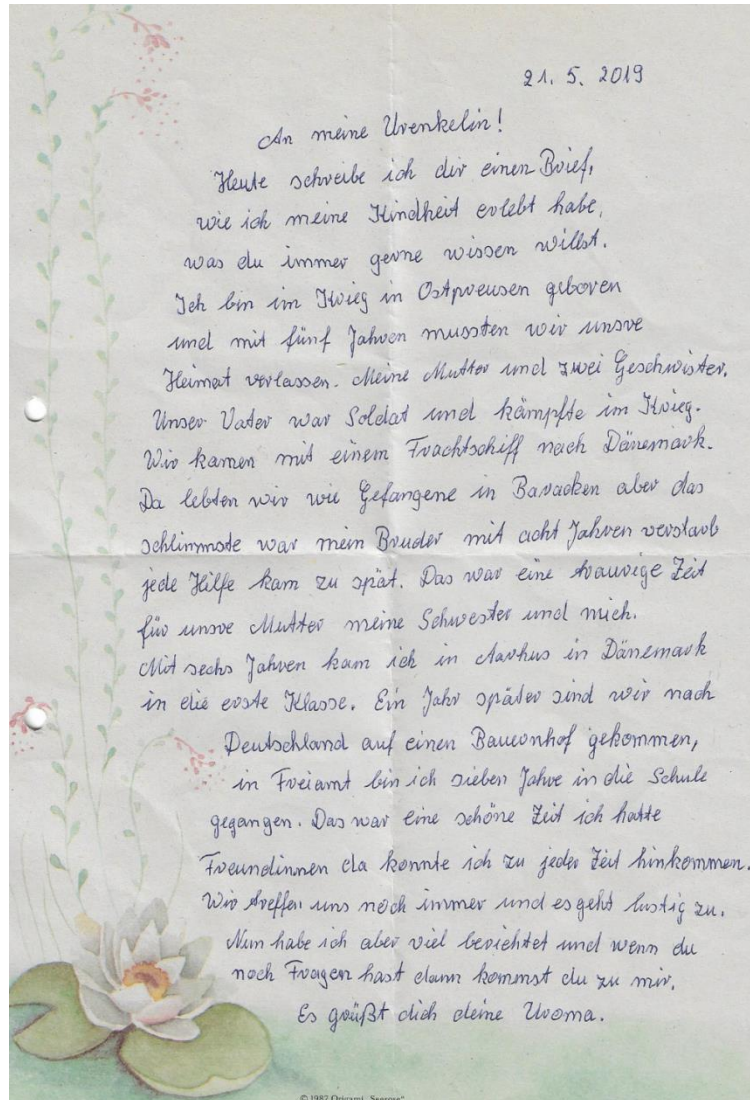 21. 5. 2019
An meine Urenkelin!
Heute schreibe ich dir einen Brief,
wie ich meine Kindheit erlebt habe,
was du immer gerne wissen willst.
Ich bin im Krieg in Ostpreusen geboren
und mit fünf Jahren mussten wir unsre
Heimat verlassen. Meine Mutter und zwei Geschwister.
Unser Vater war Soldat und kämpfte im Krieg.
Wir kamen mit einem Frachtschiff nach Dänemark.
Da lebten wir wie Gefangene in Baracken aber das
schlimmste war mein Bruder mit acht Jahren verstarb
jede Hilfe kam zu spät. Das war eine traurige Zeit
für unsre Mutter meine Schwester und mich.
Mit sechs Jahren kam ich in Aarhus in Dänemark
in die erste Klasse. Ein Jahr später sind wir nach
Deutschland auf einen Bauernhof gekommen,
in Freiamt bin ich sieben Jahre in die Schule
gegangen. Das war eine schöne Zeit ich hatte
Freundinnen da konnte ich zu jeder Zeit hinkommen.
Wir treffen uns noch immer und es geht lustig zu.
Nun habe ich aber viel berichtet und wenn du
noch Fragen hast dann kommst du zu mir.
Es grüßt dich deine Uroma.
© 1982 Origami „Seerose"